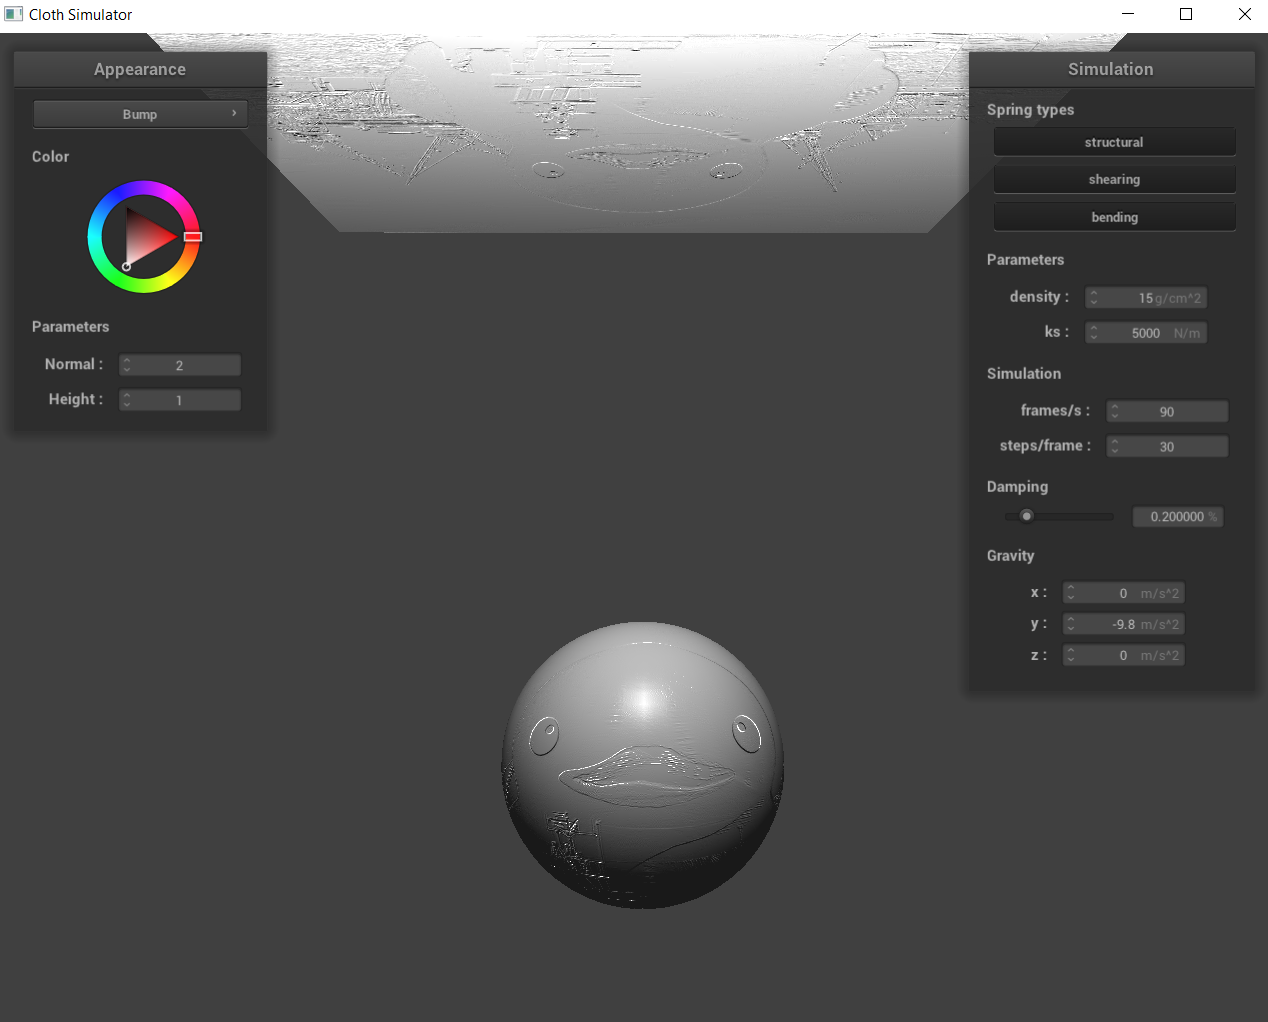 Cloth Simulator
Appearance
Bump
Color
Parameters
Normal : 2
Height : 1
Simulation
Spring types
structural
shearing
bending
Parameters
density : 15 g/cm^2
ks : 5000 N/m
Simulation
frames/s : 90
steps/frame : 30
Damping
0.200000 %
Gravity
x : 0 m/s^2
y : -9.8 m/s^2
z : 0 m/s^2